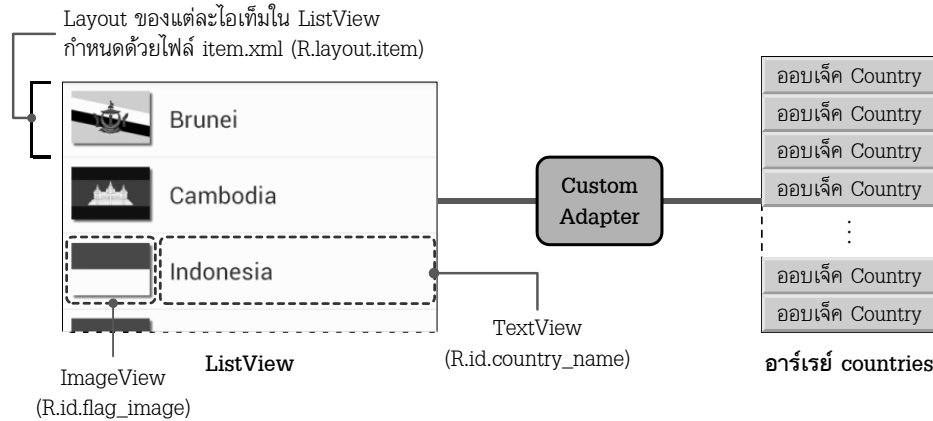 Layout ของแต่ละไอเท็มใน ListView
กำหนดด้วยไฟล์ item.xml (R.layout.item)
Brunei
Cambodia
Indonesia
Custom
Adapter
ออบเจ็ค Country
ออบเจ็ค Country
ออบเจ็ค Country
ออบเจ็ค Country
ออบเจ็ค Country
ออบเจ็ค Country
TextView
(R.id.country_name)
ListView
อาร์เรย์ countries
ImageView
(R.id.flag_image)